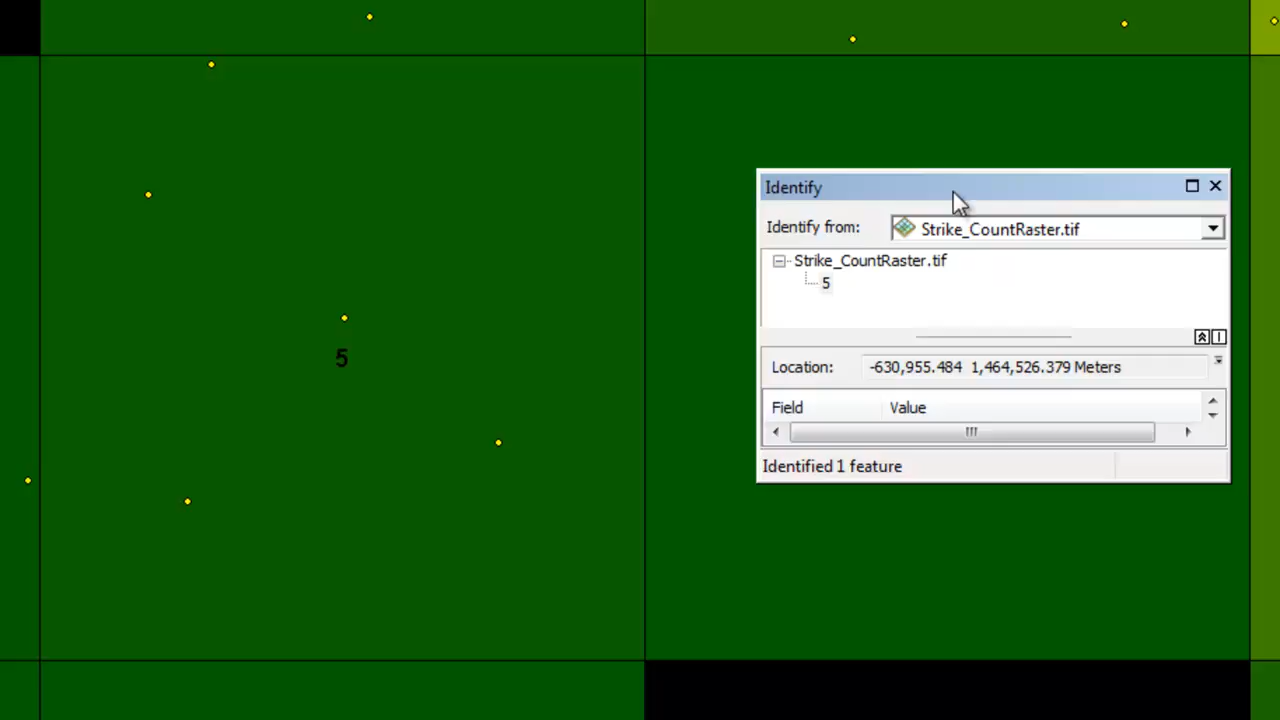 Identify
Identify from:
Strike_CountRaster.tif
Strike_CountRaster.tif
5
5
Location:
-630,955.484 1,464,526.379 Meters
Field Value
Identified 1 feature